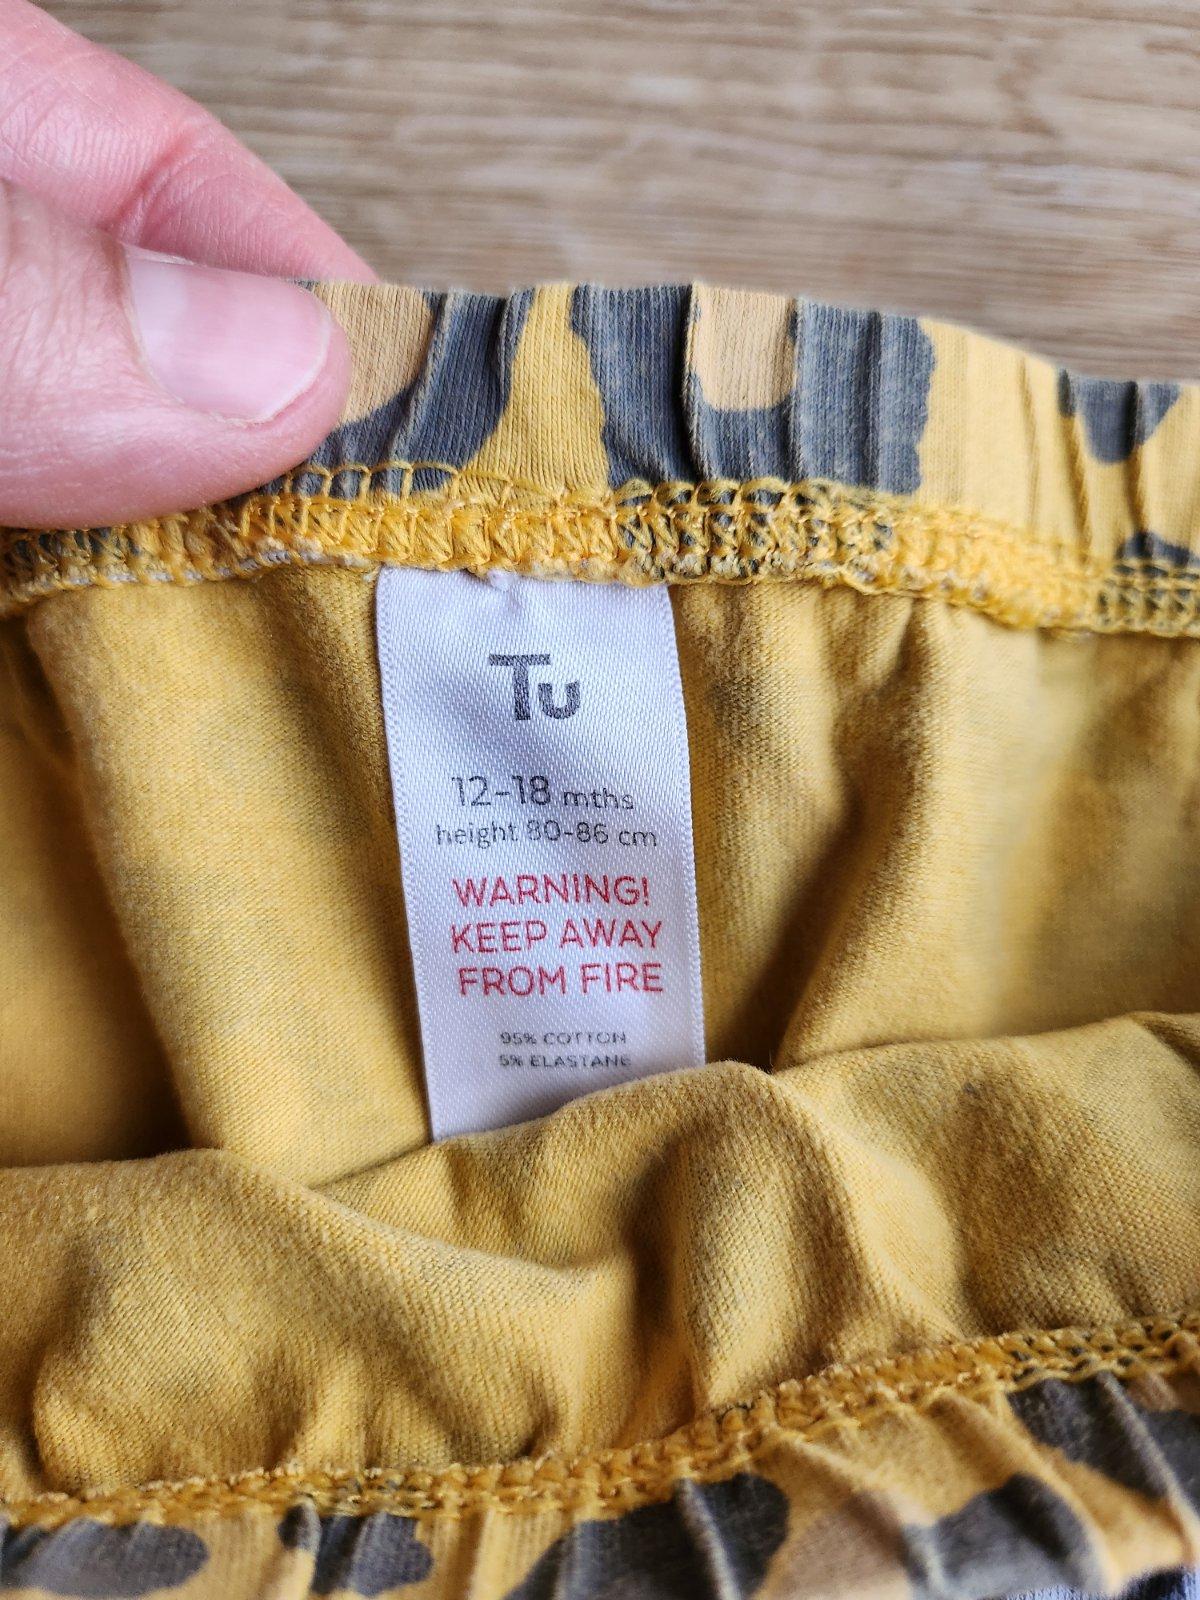 Tu
12-18 mths
height 80-86 cm
WARNING!
KEEP AWAY
FROM FIRE
95% COTTON
5% ELASTANE